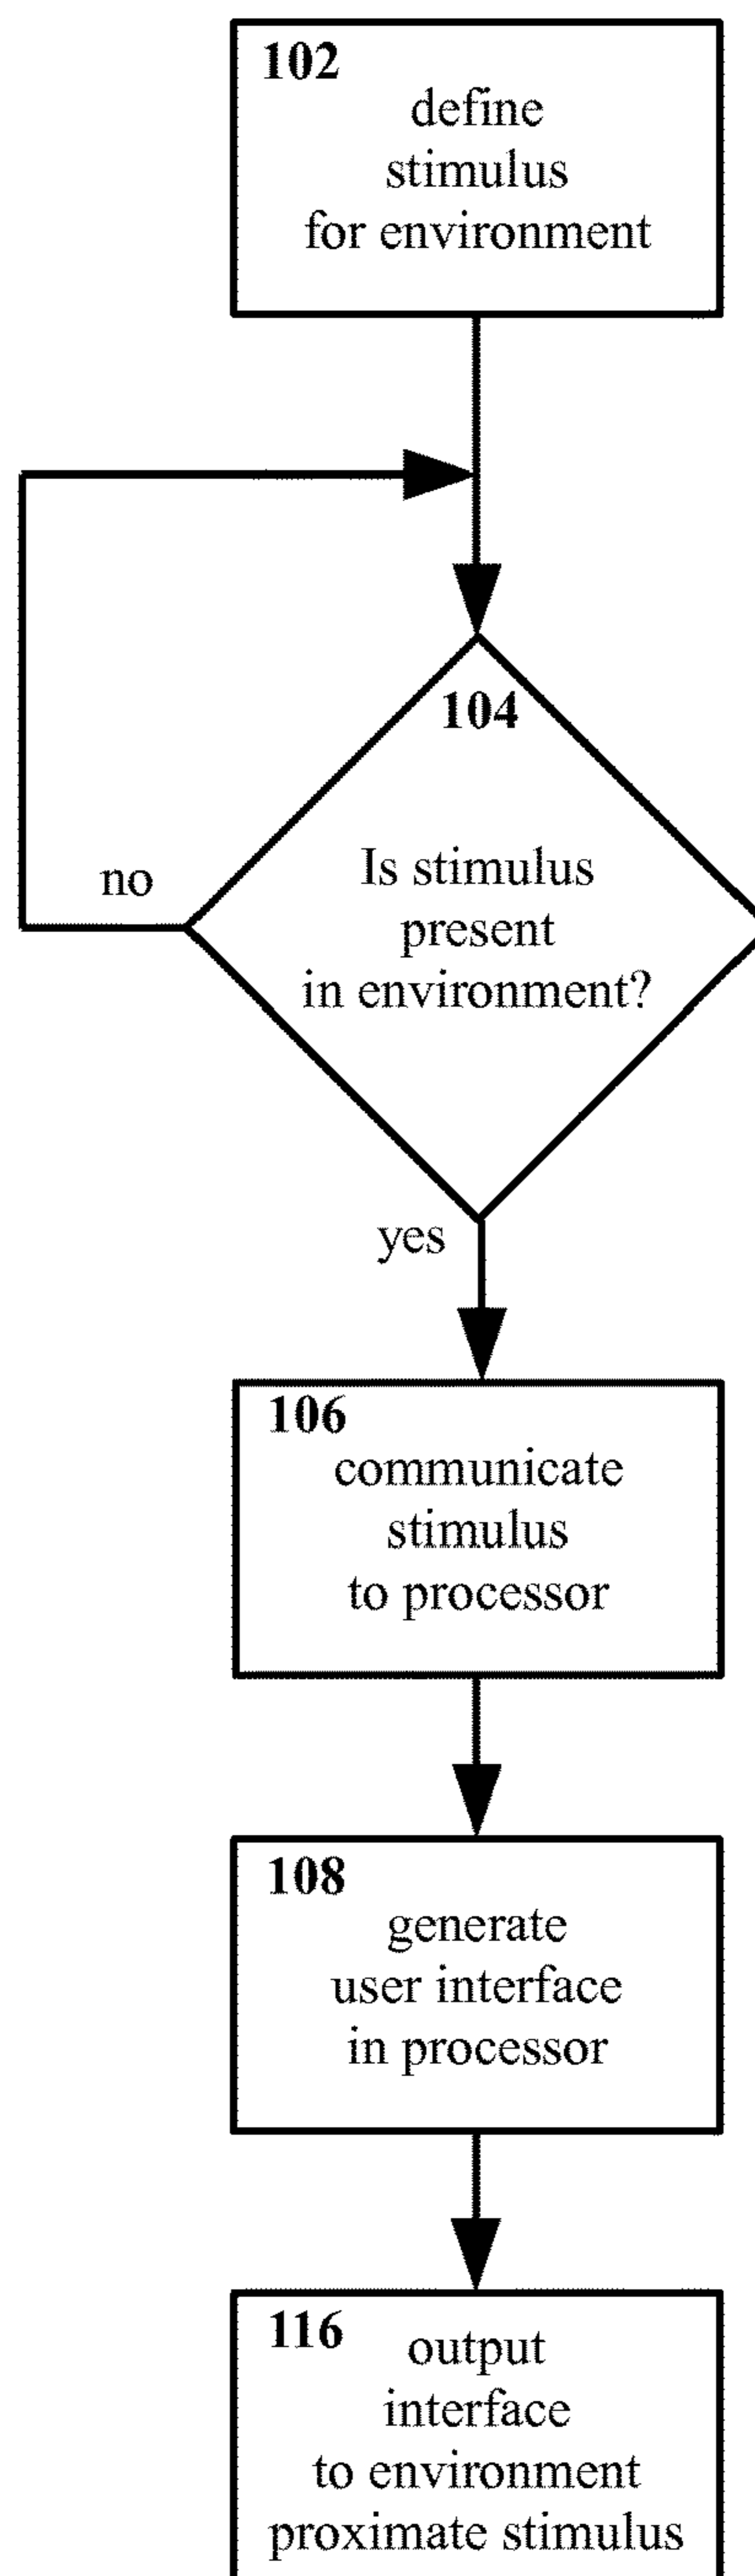 102
define
stimulus
for environment
104
Is stimulus
present
in environment?
no
yes
106
communicate
stimulus
to processor
108
generate
user interface
in processor
116
output
interface
to environment
proximate stimulus